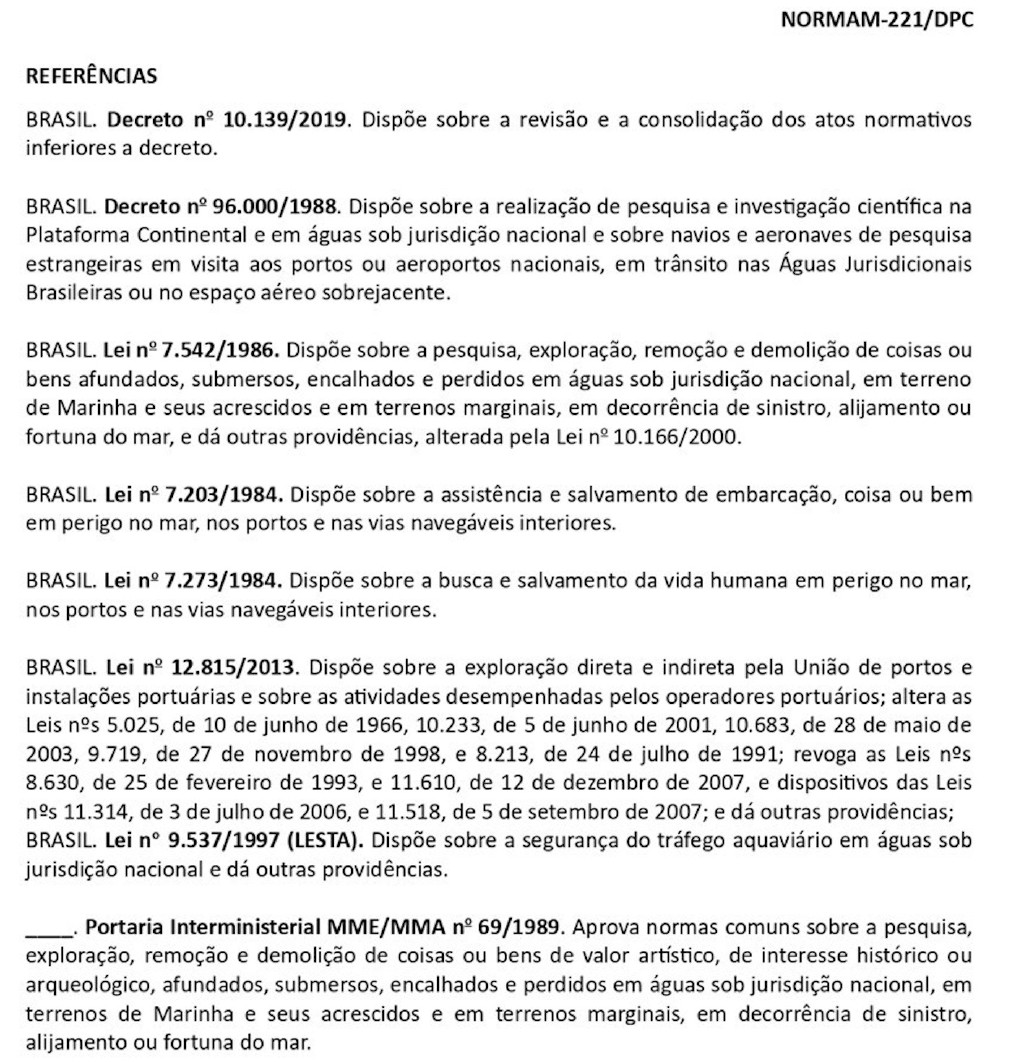 NORMAM-221/DPC
REFERÊNCIAS
BRASIL. Decreto nº 10.139/2019. Dispõe sobre a revisão e a consolidação dos atos normativos
inferiores a decreto.
BRASIL. Decreto nº 96.000/1988. Dispõe sobre a realização de pesquisa e investigação científica na
Plataforma Continental e em águas sob jurisdição nacional e sobre navios e aeronaves de pesquisa
estrangeiras em visita aos portos ou aeroportos nacionais, em trânsito nas Águas Jurisdicionais
Brasileiras ou no espaço aéreo sobrejacente.
BRASIL. Lei nº 7.542/1986. Dispõe sobre a pesquisa, exploração, remoção e demolição de coisas ou
bens afundados, submersos, encalhados e perdidos em águas sob jurisdição nacional, em terreno
de Marinha e seus acrescidos e em terrenos marginais, em decorrência de sinistro, alijamento ou
fortuna do mar, e dá outras providências, alterada pela Lei nº 10.166/2000.
BRASIL. Lei nº 7.203/1984. Dispõe sobre a assistência e salvamento de embarcação, coisa ou bem
em perigo no mar, nos portos e nas vias navegáveis interiores.
BRASIL. Lei nº 7.273/1984. Dispõe sobre a busca e salvamento da vida humana em perigo no mar,
nos portos e nas vias navegáveis interiores.
BRASIL. Lei nº 12.815/2013. Dispõe sobre a exploração direta e indireta pela União de portos e
instalações portuárias e sobre as atividades desempenhadas pelos operadores portuários; altera as
Leis nºs 5.025, de 10 de junho de 1966, 10.233, de 5 de junho de 2001, 10.683, de 28 de maio de
2003, 9.719, de 27 de novembro de 1998, e 8.213, de 24 de julho de 1991; revoga as Leis nºs
8.630, de 25 de fevereiro de 1993, e 11.610, de 12 de dezembro de 2007, e dispositivos das Leis
nºs 11.314, de 3 de julho de 2006, e 11.518, de 5 de setembro de 2007; e dá outras providências;
BRASIL. Lei n° 9.537/1997 (LESTA). Dispõe sobre a segurança do tráfego aquaviário em águas sob
jurisdição nacional e dá outras providências.
____. Portaria Interministerial MME/MMA nº 69/1989. Aprova normas comuns sobre a pesquisa,
exploração, remoção e demolição de coisas ou bens de valor artístico, de interesse histórico ou
arqueológico, afundados, submersos, encalhados e perdidos em águas sob jurisdição nacional, em
terrenos de Marinha e seus acrescidos e em terrenos marginais, em decorrência de sinistro,
alijamento ou fortuna do mar.